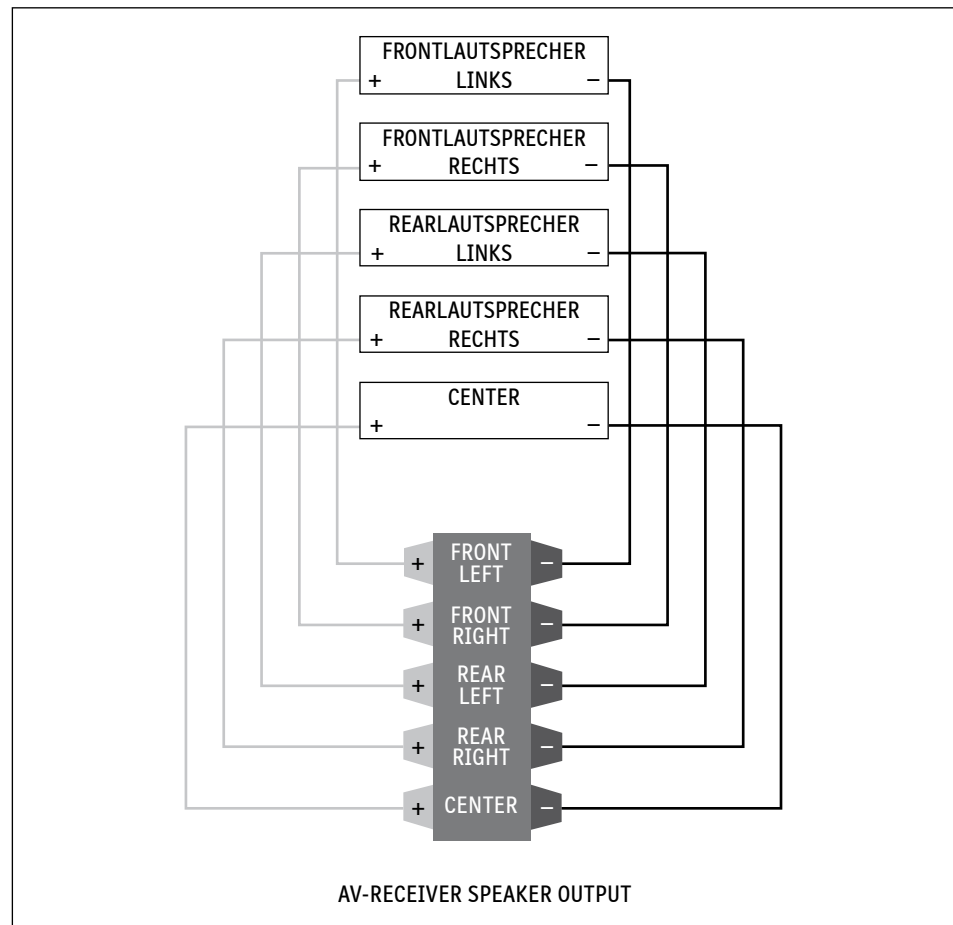 FRONTLAUTSPRECHER
+ LINKS –
FRONTLAUTSPRECHER
+ RECHTS –
REARLAUTSPRECHER
+ LINKS –
REARLAUTSPRECHER
+ RECHTS –
CENTER
+ –
FRONT
+ LEFT –
FRONT
+ RIGHT –
REAR
+ LEFT –
REAR
+ RIGHT –
+ CENTER –
AV-RECEIVER SPEAKER OUTPUT